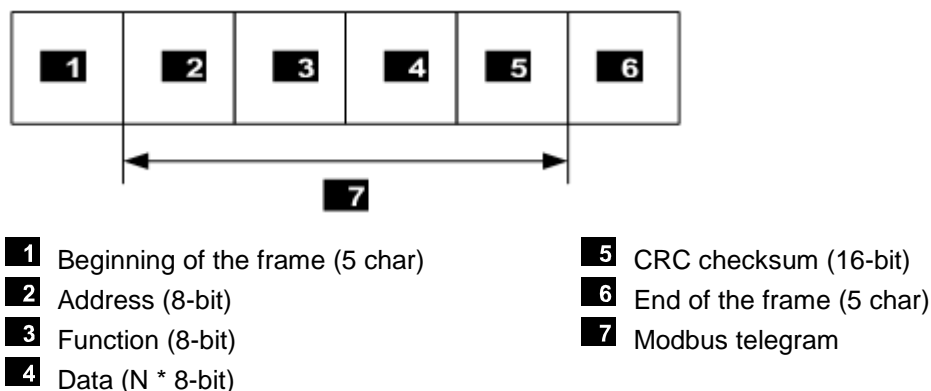 1 2 3 4 5 6
7
1 Beginning of the frame (5 char)
2 Address (8-bit)
3 Function (8-bit)
4 Data (N * 8-bit)
5 CRC checksum (16-bit)
6 End of the frame (5 char)
7 Modbus telegram